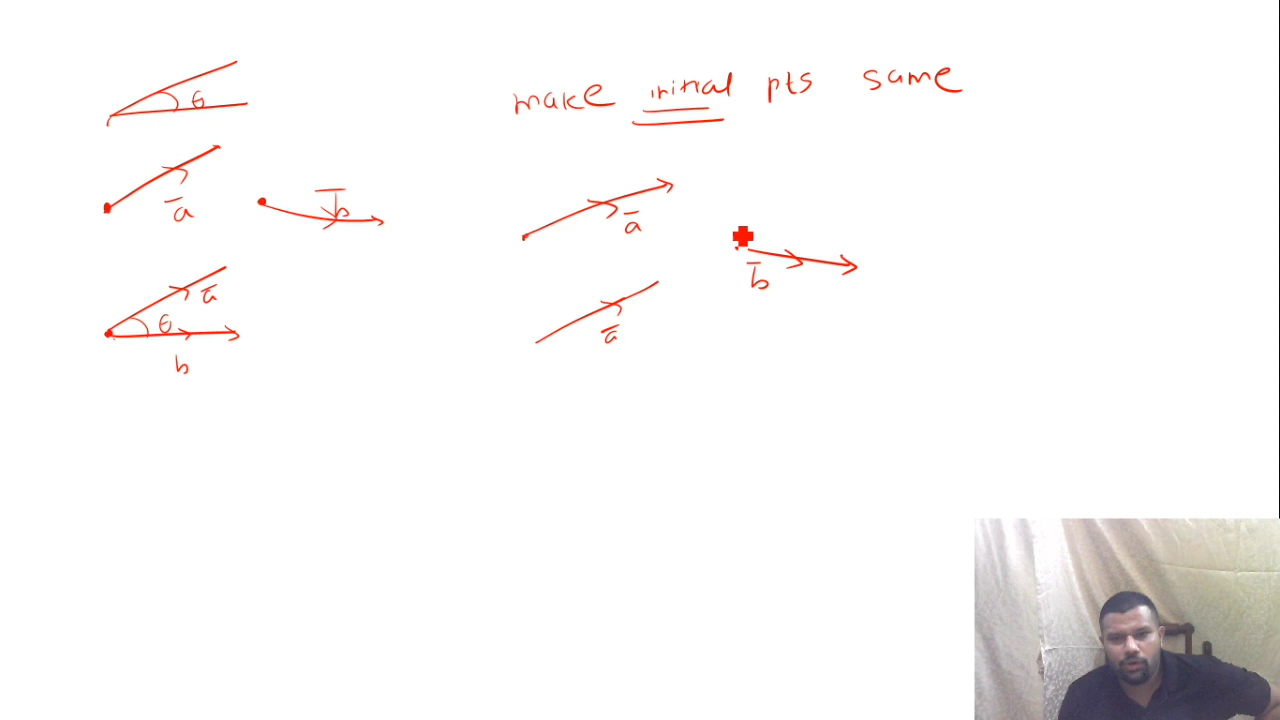 θ
make initial pts same
a̅
b̅
a̅
b̅
a̅
θ
b
a̅